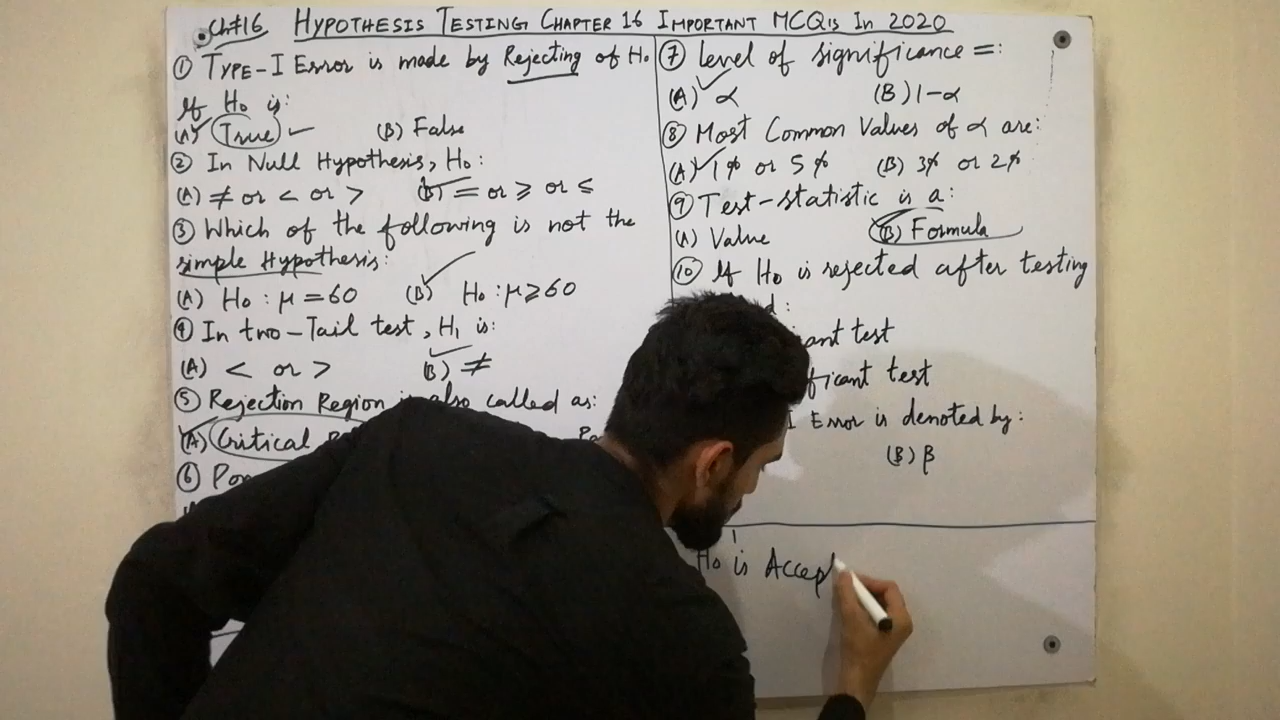 Ch#16 HYPOTHESIS TESTING, CHAPTER 16 IMPORTANT MCQ's In 2020
① TYPE-I Error is made by Rejecting of H₀
If H₀ is:
(A) True (B) False
② In Null Hypothesis, H₀:
(A) ≠ or < or > (B) = or ≥ or ≤
③ Which of the following is not the
simple Hypothesis:
(A) H₀ : μ = 60 (B) H₀ : μ ≥ 60
④ In two-Tail test, H₁ is:
(A) < or > (B) ≠
⑤ Rejection Region is also called as:
(A) Critical
⑥
⑦ Level of significance =:
(A) α (B) 1-α
⑧ Most Common Values of α are:
(A) 1% or 5% (B) 3% or 2%
⑨ Test-statistic is a:
(A) Value (B) Formula
⑩ If H₀ is rejected after testing
test
test
I Error is denoted by:
(B) β
H₀ is Accep